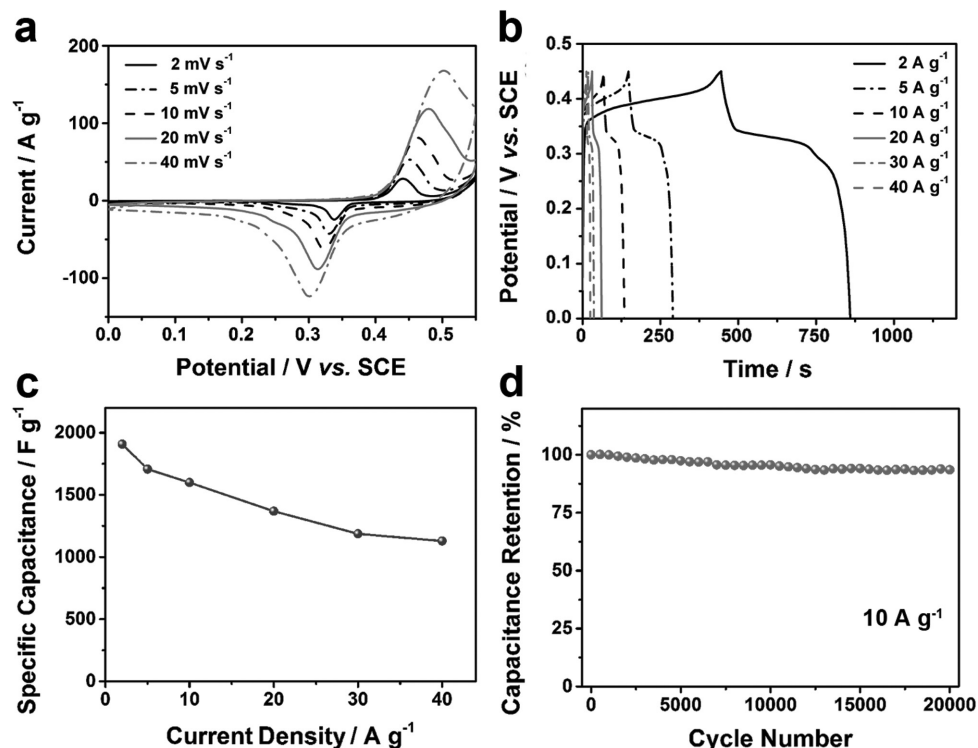 a
200
100
0
-100
Current / A g⁻¹
2 mV s⁻¹
5 mV s⁻¹
10 mV s⁻¹
20 mV s⁻¹
40 mV s⁻¹
0.0 0.1 0.2 0.3 0.4 0.5
Potential / V vs. SCE
b
0.5
0.4
0.3
0.2
0.1
0.0
Potential / V vs. SCE
2 A g⁻¹
5 A g⁻¹
10 A g⁻¹
20 A g⁻¹
30 A g⁻¹
40 A g⁻¹
0 250 500 750 1000
Time / s
c
2000
1500
1000
500
0
Specific Capacitance / F g⁻¹
0 10 20 30 40
Current Density / A g⁻¹
d
100
75
50
25
0
Capacitance Retention / %
10 A g⁻¹
0 5000 10000 15000 20000
Cycle Number